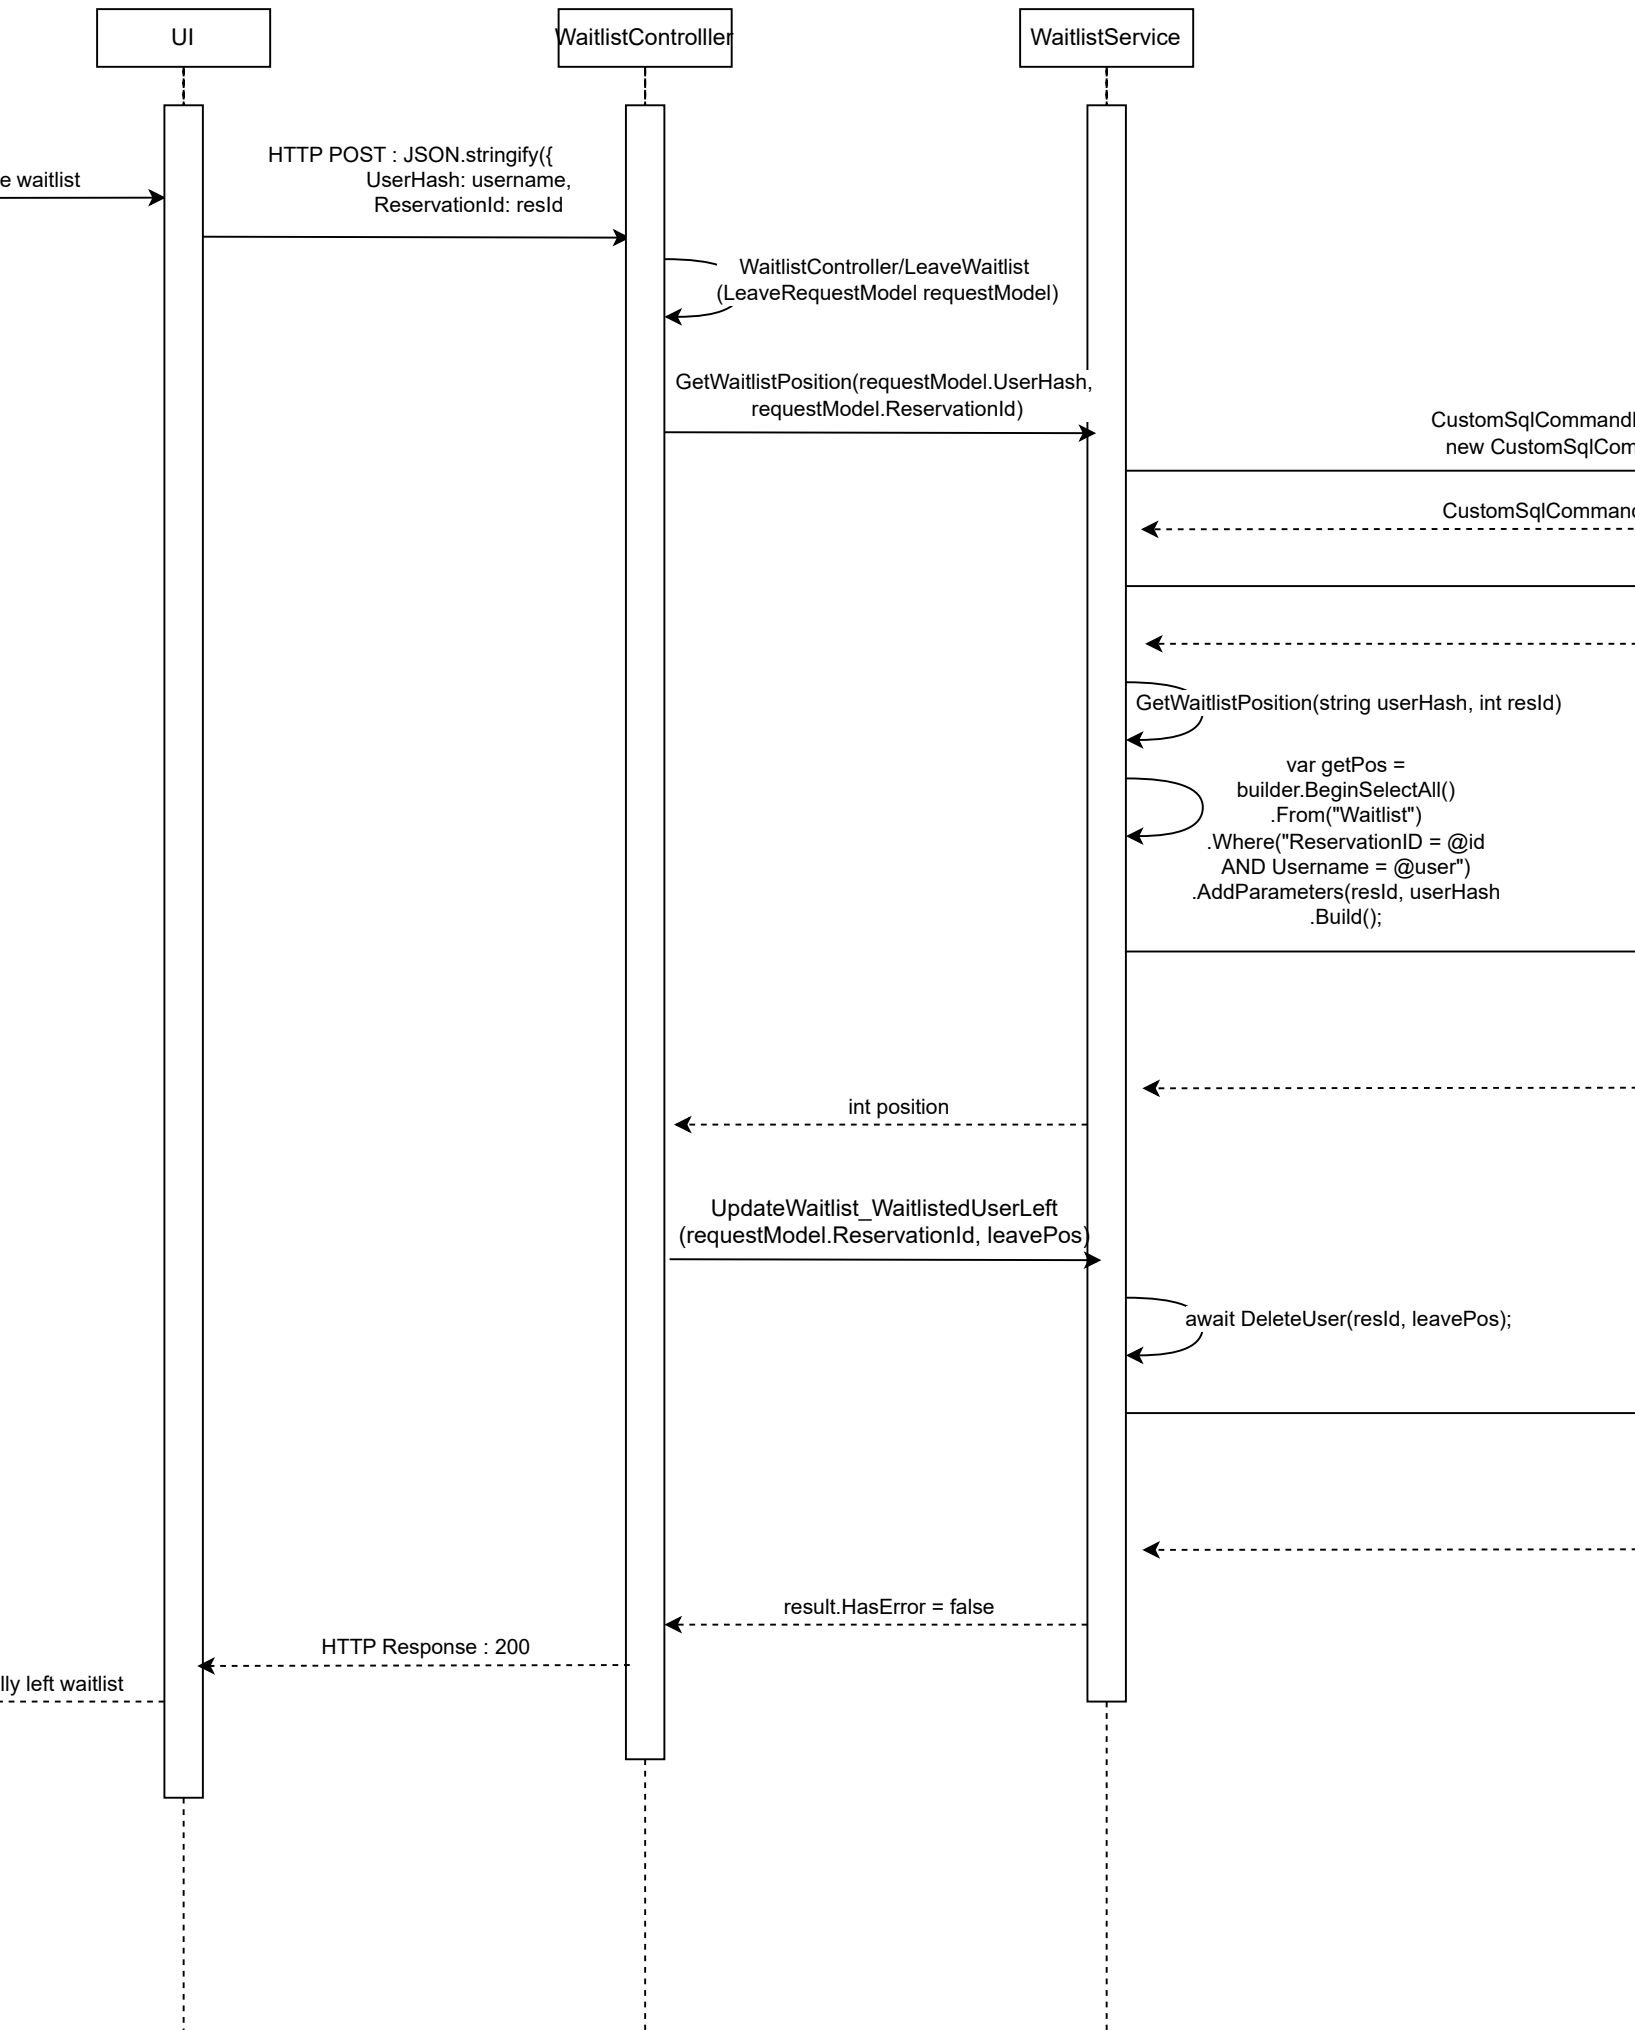 UI
WaitlistControlller
WaitlistService
HTTP POST : JSON.stringify({
UserHash: username,
ReservationId: resId
e waitlist
WaitlistController/LeaveWaitlist
(LeaveRequestModel requestModel)
GetWaitlistPosition(requestModel.UserHash,
requestModel.ReservationId)
CustomSqlCommand
new CustomSqlCom
CustomSqlComman
GetWaitlistPosition(string userHash, int resId)
var getPos =
builder.BeginSelectAll()
.From("Waitlist")
.Where("ReservationID = @id
AND Username = @user")
.AddParameters(resId, userHash
.Build();
int position
UpdateWaitlist_WaitlistedUserLeft
(requestModel.ReservationId, leavePos)
await DeleteUser(resId, leavePos);
result.HasError = false
HTTP Response : 200
lly left waitlist